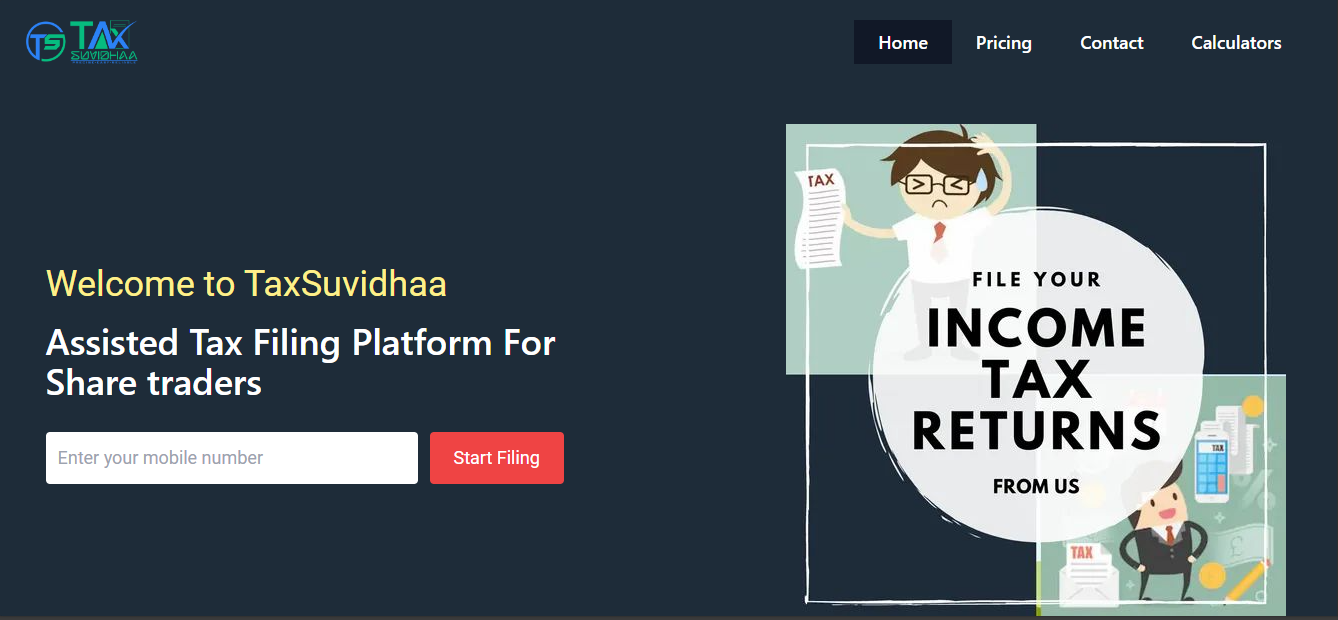 TS TAX
SUVIDHAA
Home
Pricing
Contact
Calculators
Welcome to TaxSuvidhaa
Assisted Tax Filing Platform For
Share traders
Enter your mobile number
Start Filing
TAX
FILE YOUR
INCOME
TAX
RETURNS
FROM US
TAX
TAX